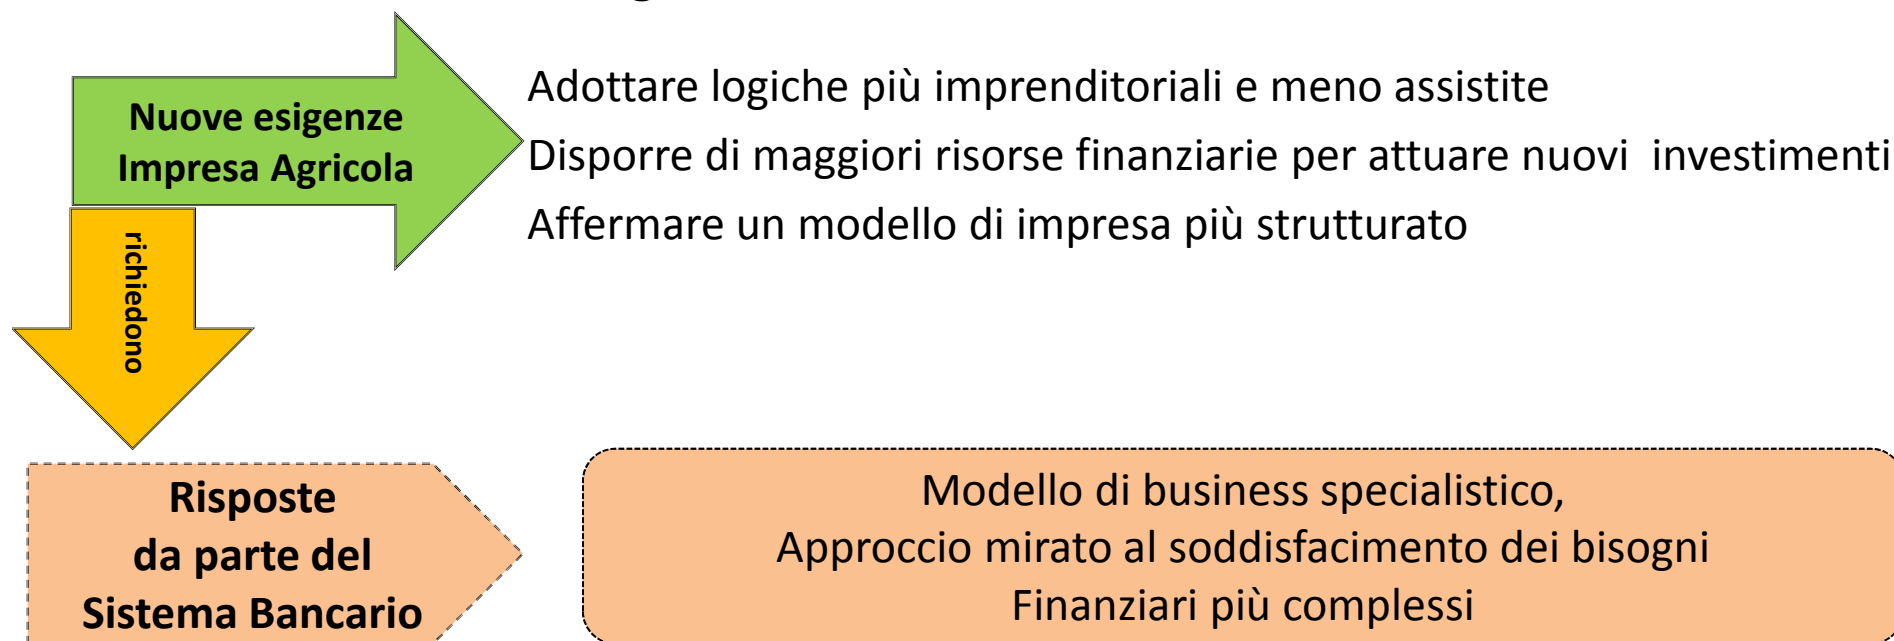 Nuove esigenze
Impresa Agricola
Adottare logiche più imprenditoriali e meno assistite
Disporre di maggiori risorse finanziarie per attuare nuovi investimenti
Affermare un modello di impresa più strutturato
richiedono
Risposte
da parte del
Sistema Bancario
Modello di business specialistico,
Approccio mirato al soddisfacimento dei bisogni
Finanziari più complessi